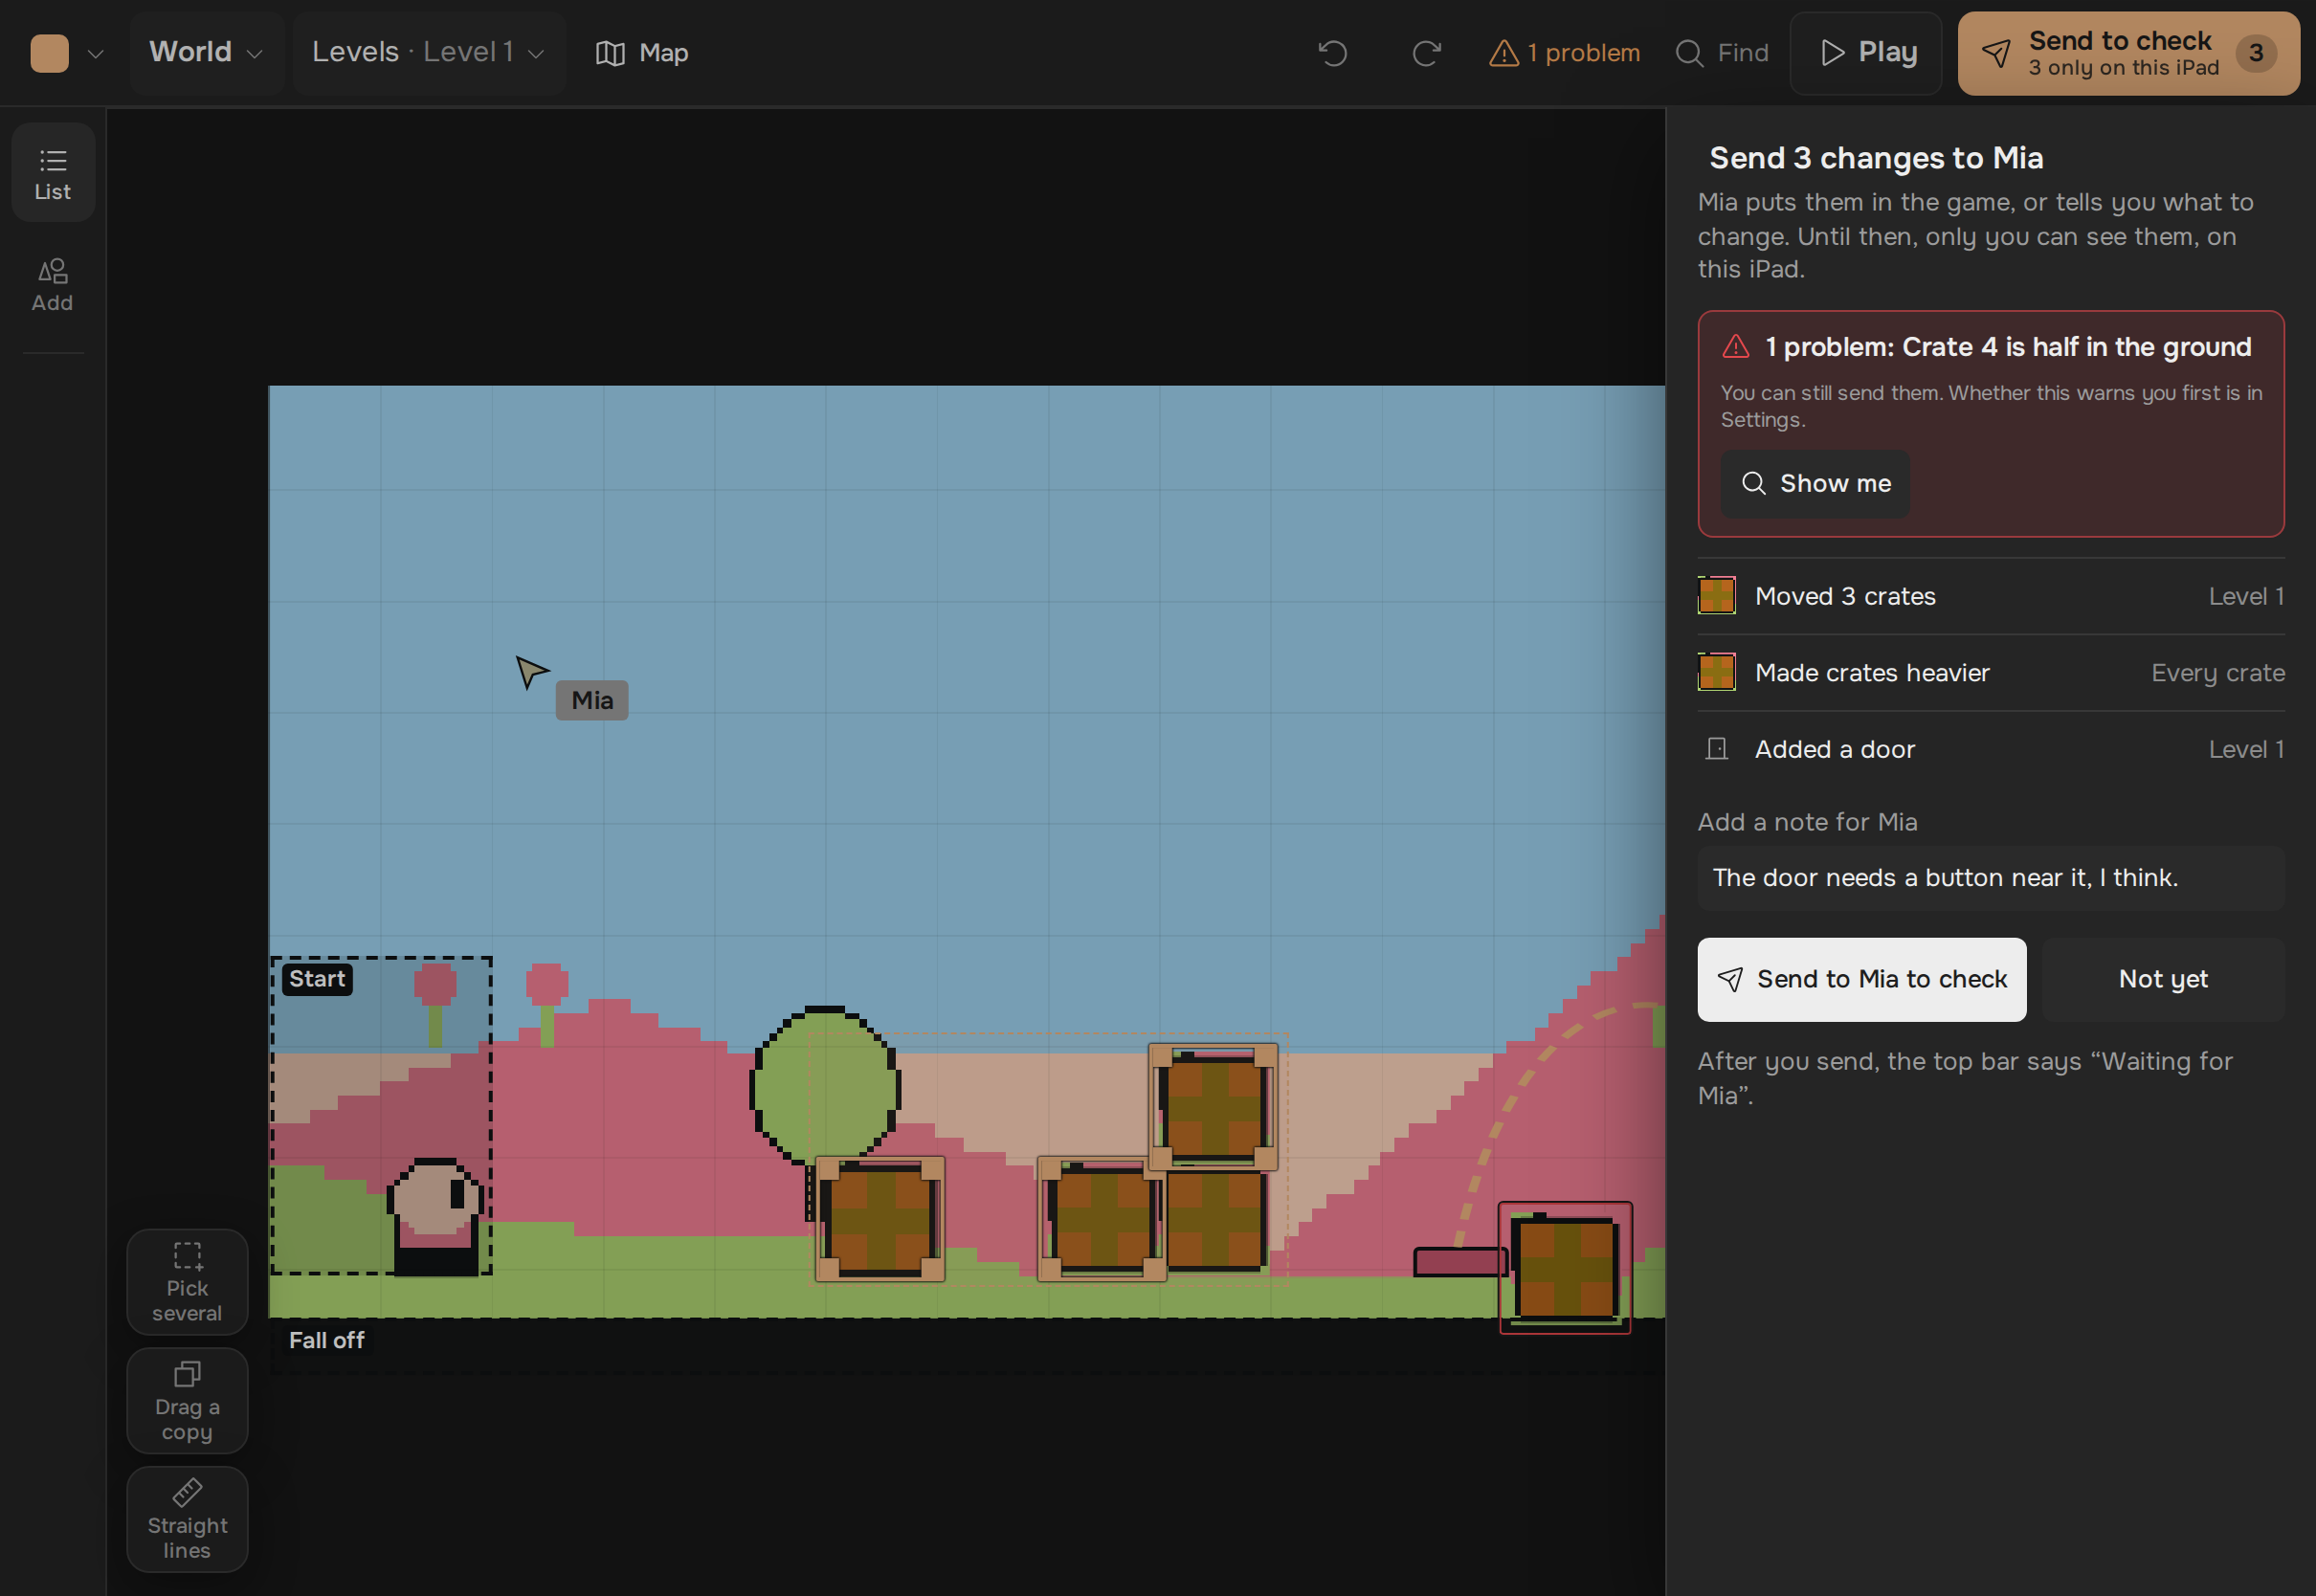 World
Levels · Level 1
Map
1 problem
Find
Play
Send to check
3 only on this iPad
3
List
Add
Send 3 changes to Mia
Mia puts them in the game, or tells you what to
change. Until then, only you can see them, on
this iPad.
1 problem: Crate 4 is half in the ground
You can still send them. Whether this warns you first is in
Settings.
Show me
Moved 3 crates
Level 1
Made crates heavier
Every crate
Added a door
Level 1
Add a note for Mia
The door needs a button near it, I think.
Send to Mia to check
Not yet
After you send, the top bar says “Waiting for
Mia”.
Mia
Start
Fall off
Pick
several
Drag a
copy
Straight
lines